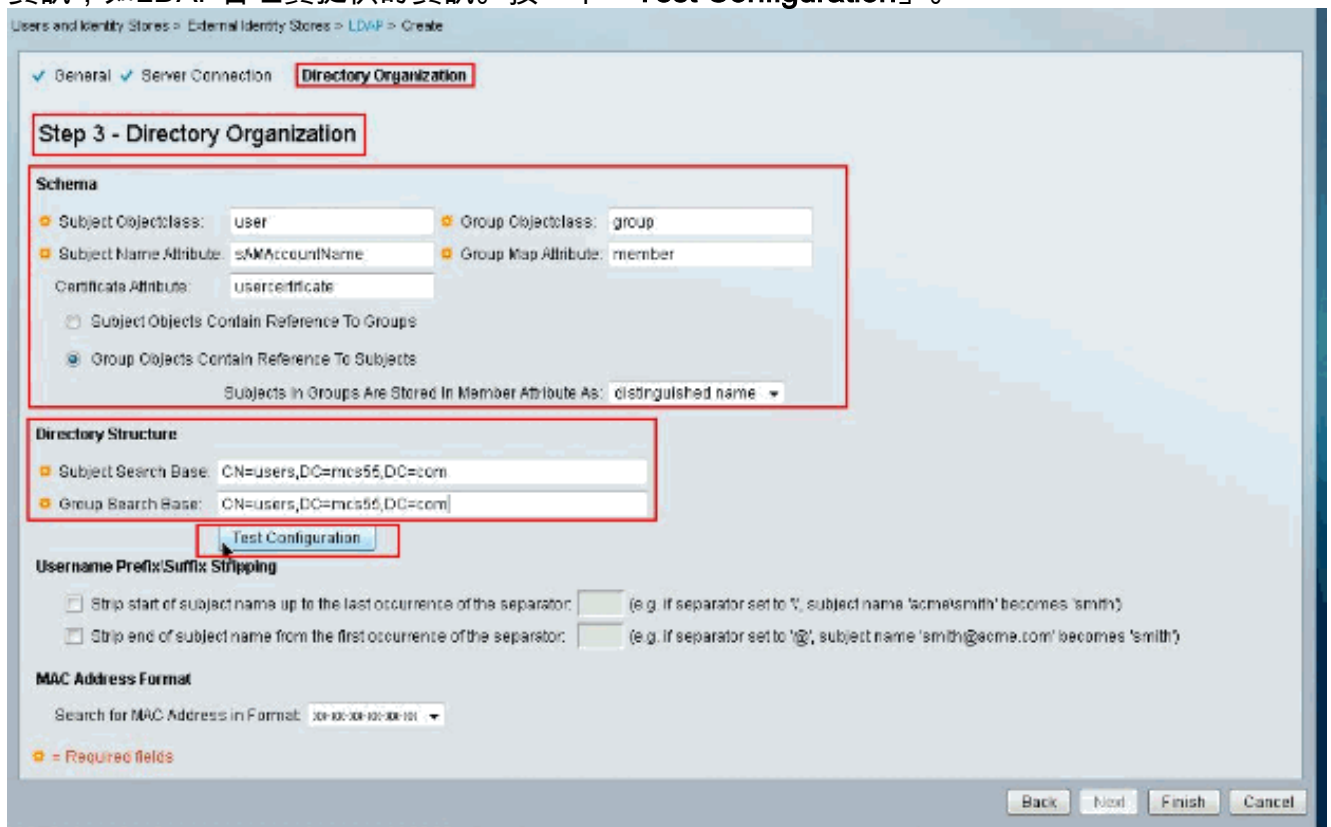 Users and Identity Stores > External Identity Stores > LDAP > Create
General Server Connection Directory Organization
Step 3 - Directory Organization
Schema
Subject Objectclass: user Group Objectclass: group
Subject Name Attribute: sAMAccountName Group Map Attribute: member
Certificate Attribute: usercertificate
Subject Objects Contain Reference To Groups
Group Objects Contain Reference To Subjects
Subjects In Groups Are Stored In Member Attribute As: distinguished name
Directory Structure
Subject Search Base: CN=users,DC=mcs55,DC=com
Group Search Base: CN=users,DC=mcs55,DC=com
Test Configuration
Username Prefix\Suffix Stripping
Strip start of subject name up to the last occurrence of the separator: (e.g. if separator set to '\', subject name 'acme\smith' becomes 'smith')
Strip end of subject name from the first occurrence of the separator: (e.g. if separator set to '@', subject name 'smith@acme.com' becomes 'smith')
MAC Address Format
Search for MAC Address in Format: xx-xx-xx-xx-xx-xx
= Required fields
Back Next Finish Cancel